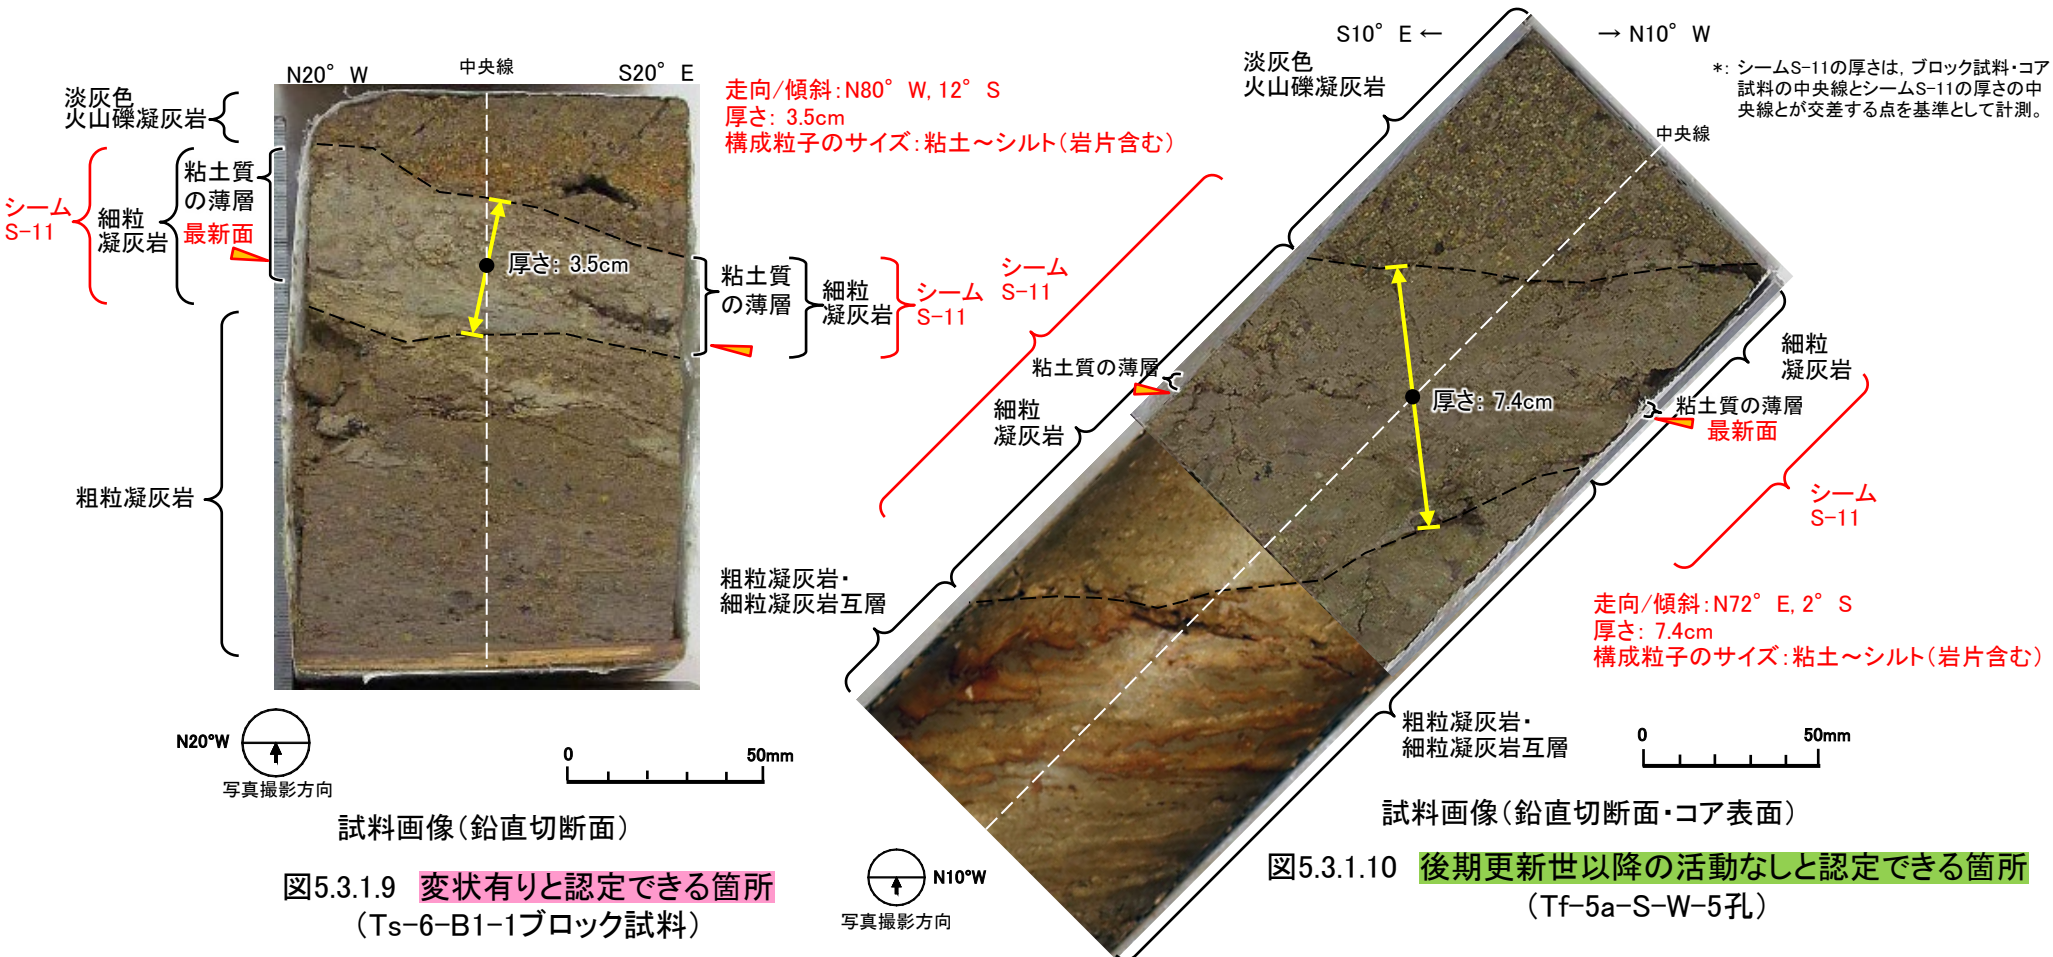 N20°W
中央線
S20°E
淡灰色
火山礫凝灰岩
粘土質
の薄層
最新面
細粒
凝灰岩
シーム
S-11
粗粒凝灰岩
厚さ: 3.5cm
粘土質
の薄層
細粒
凝灰岩
シーム
S-11
走向/傾斜:N80°W, 12°S
厚さ: 3.5cm
構成粒子のサイズ:粘土～シルト(岩片含む)
N20°W
写真撮影方向
0
50mm
試料画像(鉛直切断面)
図5.3.1.9 変状有りと認定できる箇所
(Ts-6-B1-1ブロック試料)
S10°E ←
→ N10°W
淡灰色
火山礫凝灰岩
*: シームS-11の厚さは, ブロック試料・コア
試料の中央線とシームS-11の厚さの中
央線とが交差する点を基準として計測。
中央線
シーム
S-11
粘土質の薄層
細粒
凝灰岩
厚さ: 7.4cm
細粒
凝灰岩
粘土質の薄層
最新面
シーム
S-11
粗粒凝灰岩・
細粒凝灰岩互層
走向/傾斜:N72°E, 2°S
厚さ: 7.4cm
構成粒子のサイズ:粘土～シルト(岩片含む)
粗粒凝灰岩・
細粒凝灰岩互層
0
50mm
試料画像(鉛直切断面・コア表面)
N10°W
写真撮影方向
図5.3.1.10 後期更新世以降の活動なしと認定できる箇所
(Tf-5a-S-W-5孔)